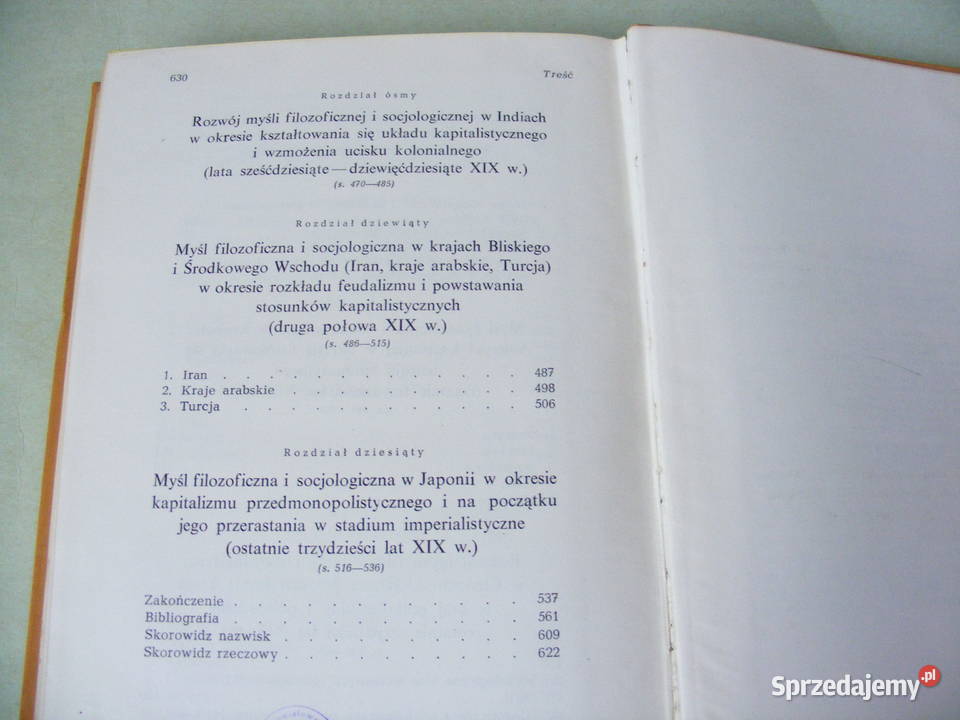 630 Treść
Rozdział ósmy
Rozwój myśli filozoficznej i socjologicznej w Indiach
w okresie kształtowania się układu kapitalistycznego
i wzmożenia ucisku kolonialnego
(lata sześćdziesiąte — dziewięćdziesiąte XIX w.)
(s. 470—485)
Rozdział dziewiąty
Myśl filozoficzna i socjologiczna w krajach Bliskiego
i Środkowego Wschodu (Iran, kraje arabskie, Turcja)
w okresie rozkładu feudalizmu i powstawania
stosunków kapitalistycznych
(druga połowa XIX w.)
(s. 486—515)
1. Iran . . . . . . . . . . . . . 487
2. Kraje arabskie . . . . . . . . . . 498
3. Turcja . . . . . . . . . . . . 506
Rozdział dziesiąty
Myśl filozoficzna i socjologiczna w Japonii w okresie
kapitalizmu przedmonopolistycznego i na początku
jego przerastania w stadium imperialistyczne
(ostatnie trzydzieści lat XIX w.)
(s. 516—536)
Zakończenie . . . . . . . . . . . . 537
Bibliografia . . . . . . . . . . . . 561
Skorowidz nazwisk . . . . . . . . . . 609
Skorowidz rzeczowy . . . . . . . . . . 622
Sprzedajemy.pl